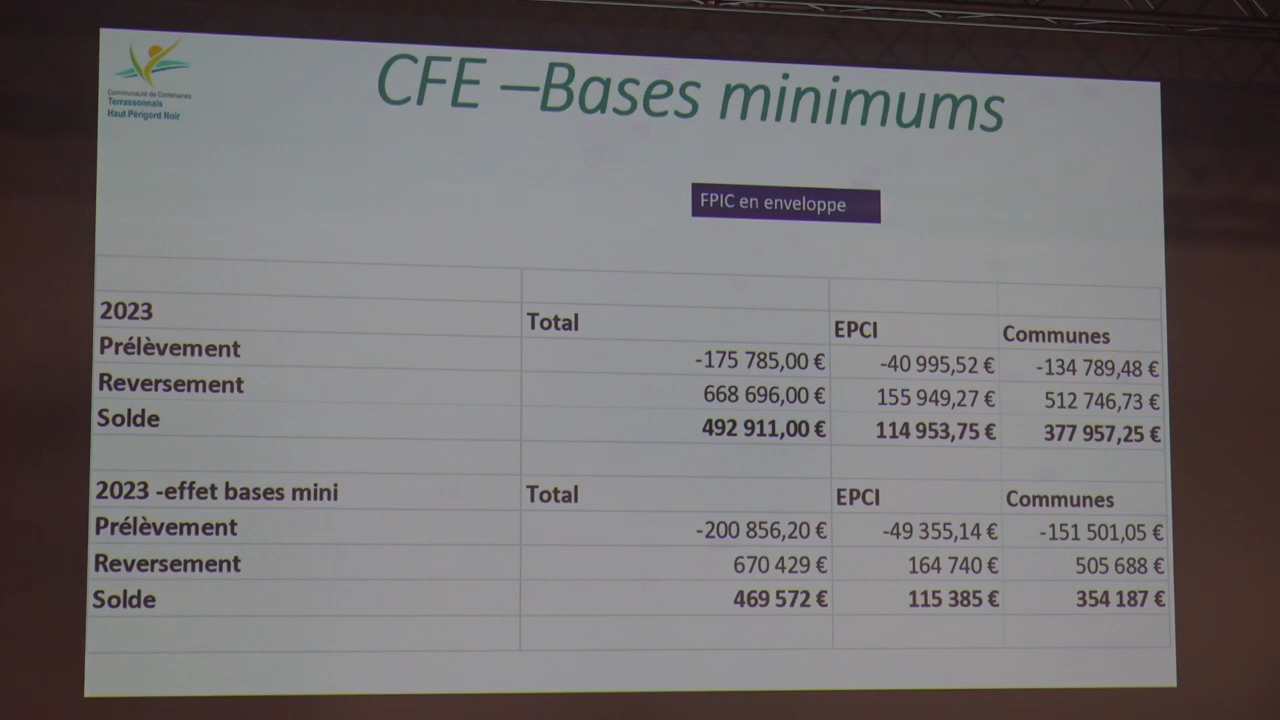 Communauté de Communes
Terrassonnais
Haut Périgord Noir
CFE –Bases minimums
FPIC en enveloppe
2023 Total EPCI Communes
Prélèvement -175 785,00 € -40 995,52 € -134 789,48 €
Reversement 668 696,00 € 155 949,27 € 512 746,73 €
Solde 492 911,00 € 114 953,75 € 377 957,25 €
2023 -effet bases mini Total EPCI Communes
Prélèvement -200 856,20 € -49 355,14 € -151 501,05 €
Reversement 670 429 € 164 740 € 505 688 €
Solde 469 572 € 115 385 € 354 187 €